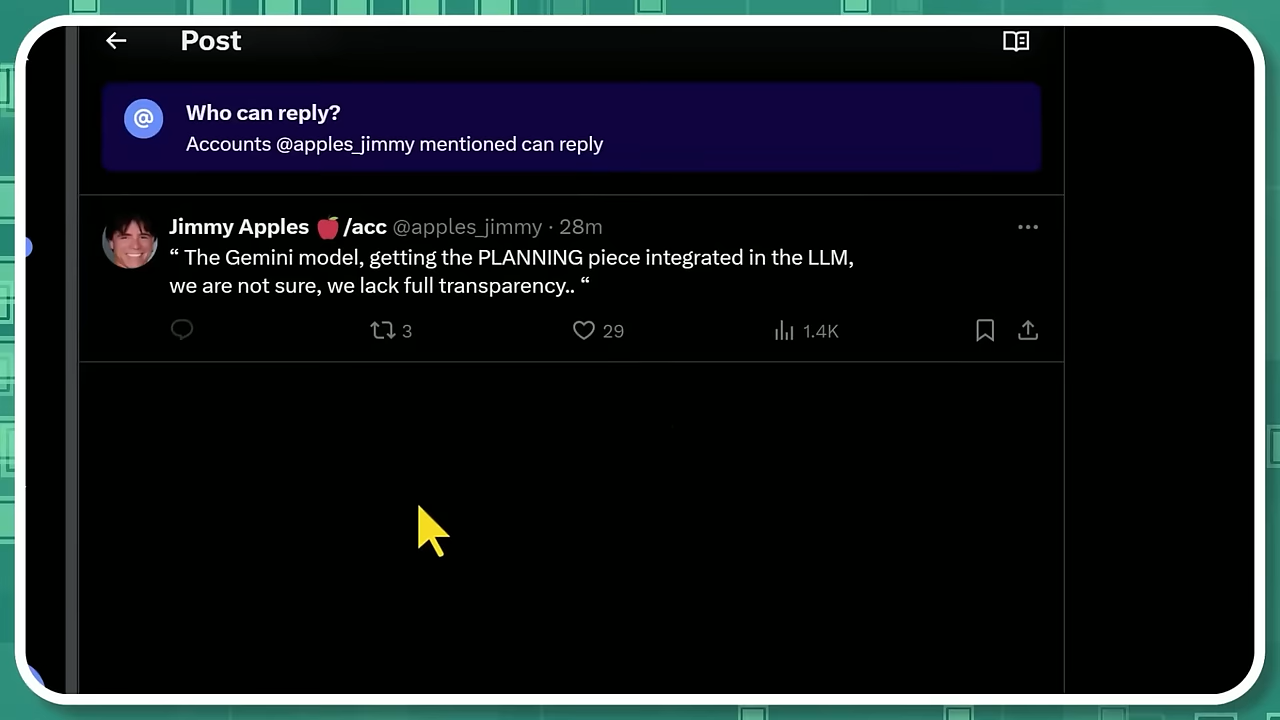 Post
Who can reply?
Accounts @apples_jimmy mentioned can reply
Jimmy Apples 🍎/acc @apples_jimmy · 28m
“ The Gemini model, getting the PLANNING piece integrated in the LLM,
we are not sure, we lack full transparency.. “
3 29 1.4K